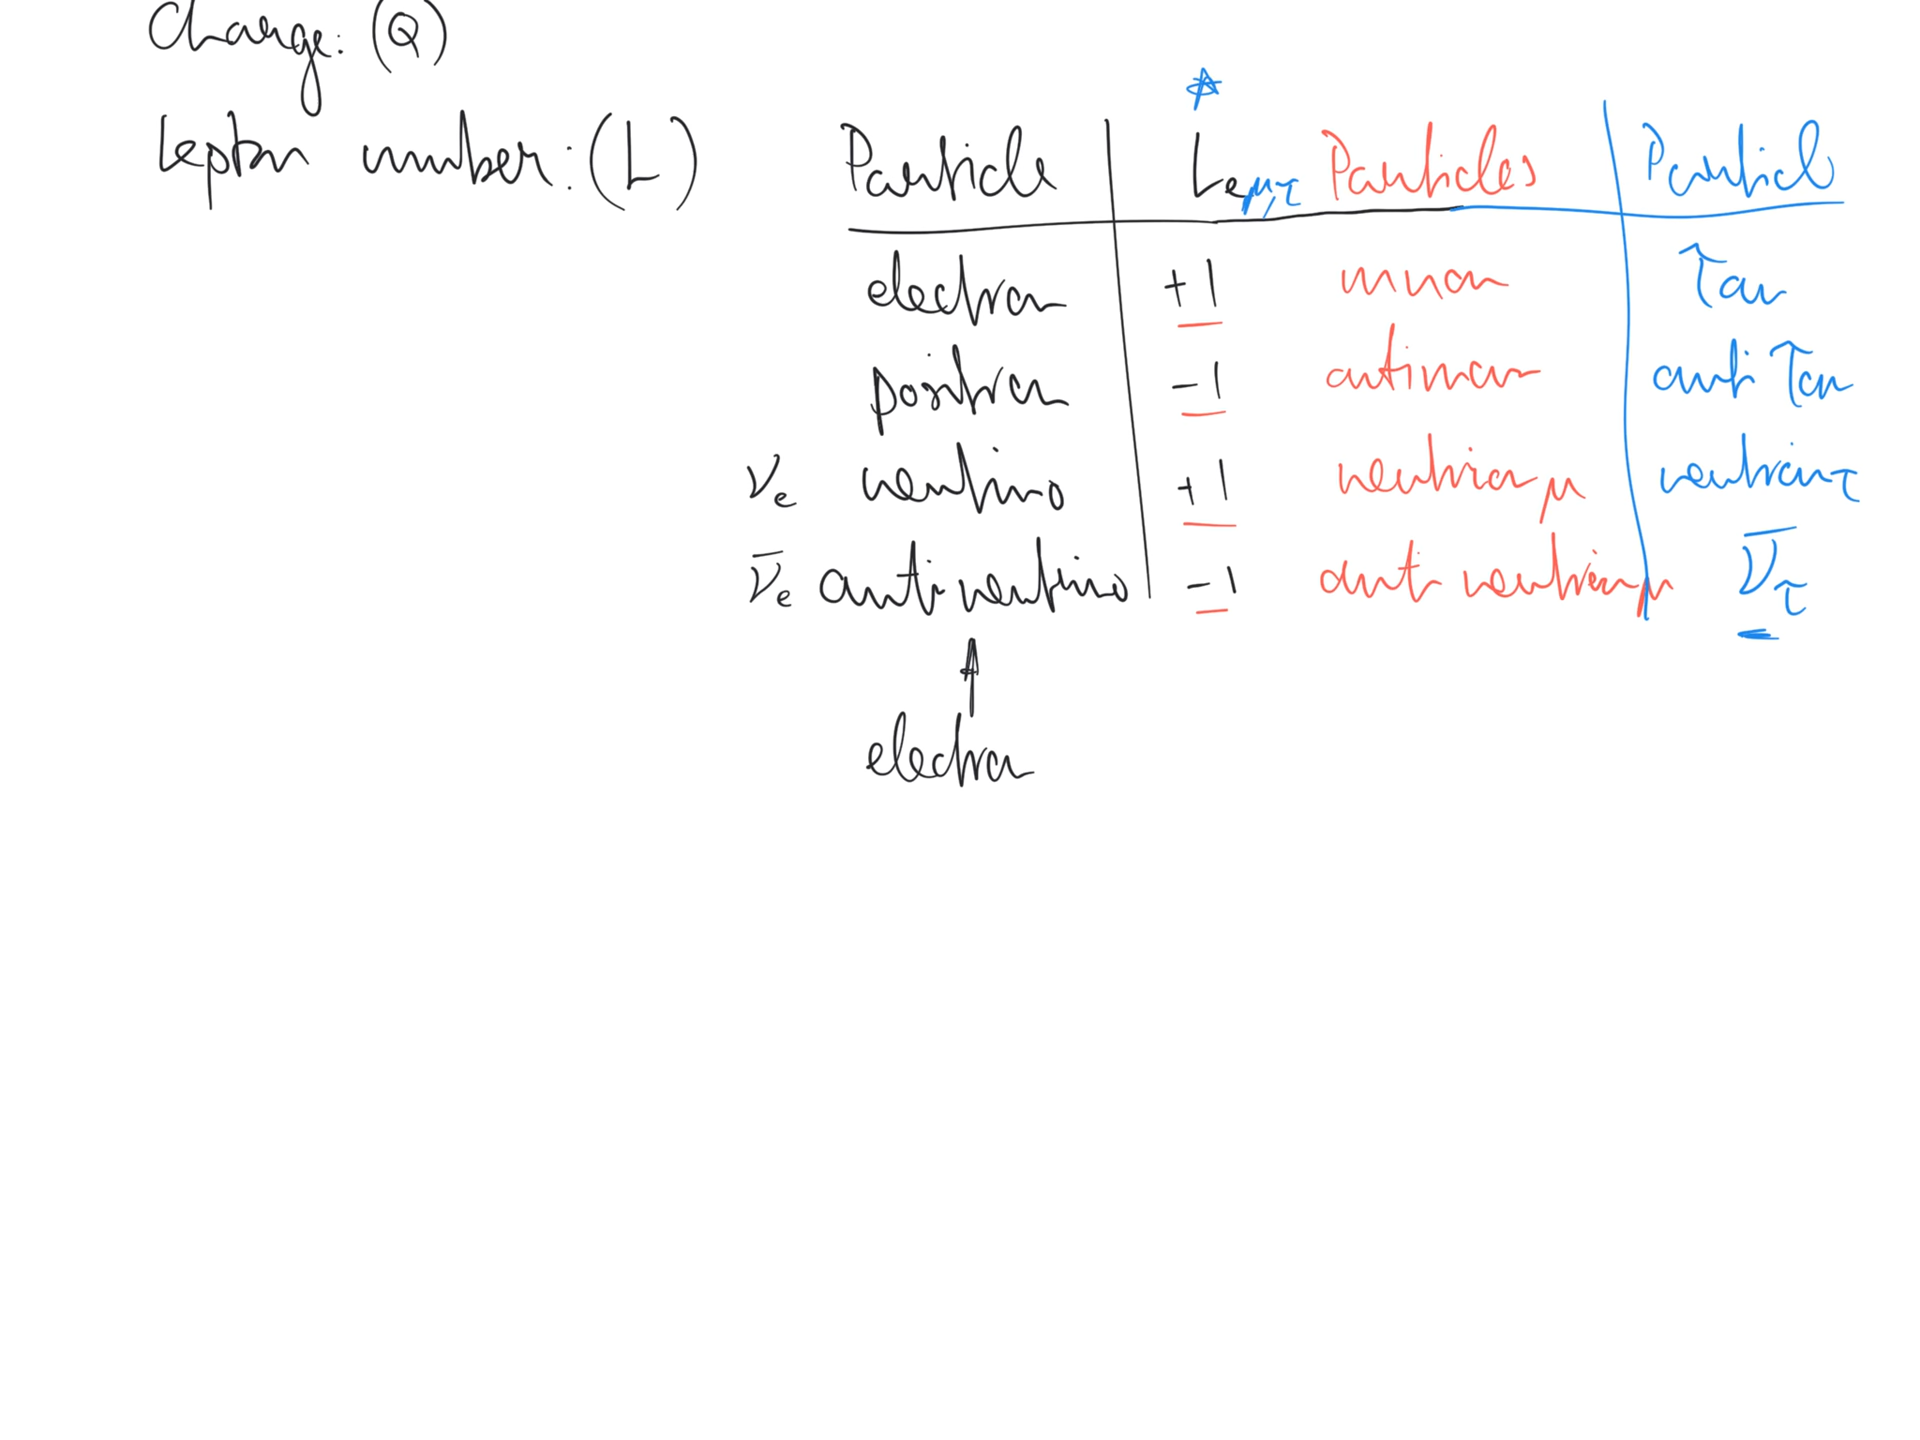 Charge: (Q)
Lepton number: (L)
Particle L e, μ, τ Particles Particle
electron +1 muon Tau
positron -1 antimuon anti Tau
νe neutrino +1 neutrino μ neutrino τ
ν̅e antineutrino -1 anti neutrino μ ν̅τ
electron